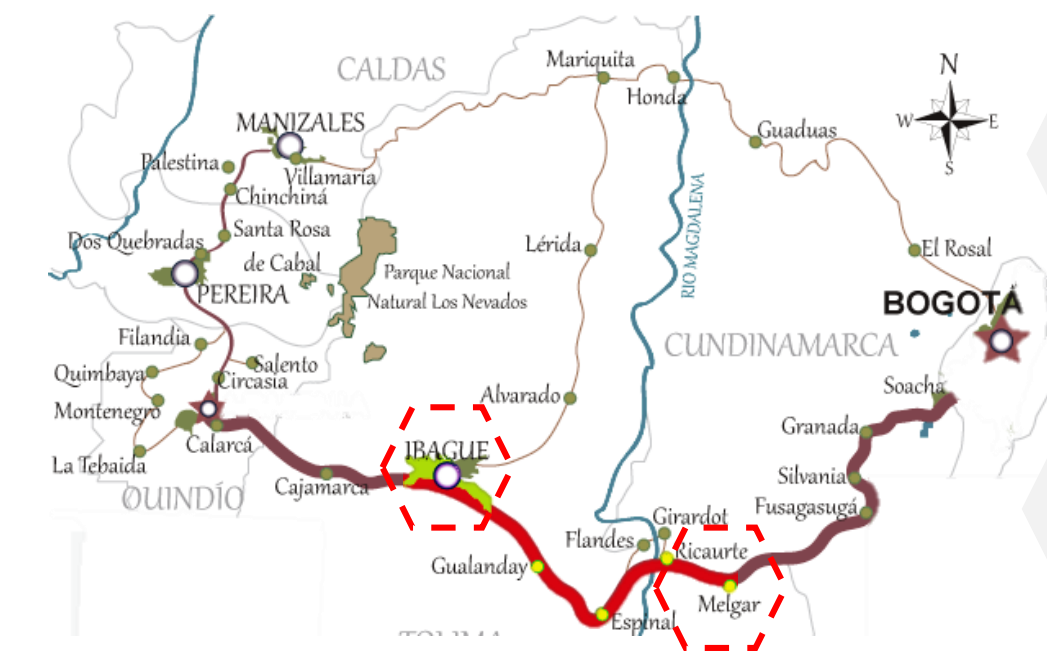 Mariquita
CALDAS
N
Honda
MANIZALES
W
E
Guaduas
S
Palestina
Villamaria
Chinchiná
RIO MAGDALENA
Santa Rosa
de Cabal
Dos Quebradas
Lérida
El Rosal
Parque Nacional
Natural Los Nevados
PEREIRA
BOGOTÁ
Filandia
CUNDINAMARCA
Salento
Quimbaya
Circasia
Soacha
Alvarado
Montenegro
Granada
Calarcá
IBAGUE
La Tebaida
Silvania
Cajamarca
QUINDÍO
Fusagasugá
Girardot
Flandes
Ricaurte
Gualanday
Melgar
Espinal
TOLIMA